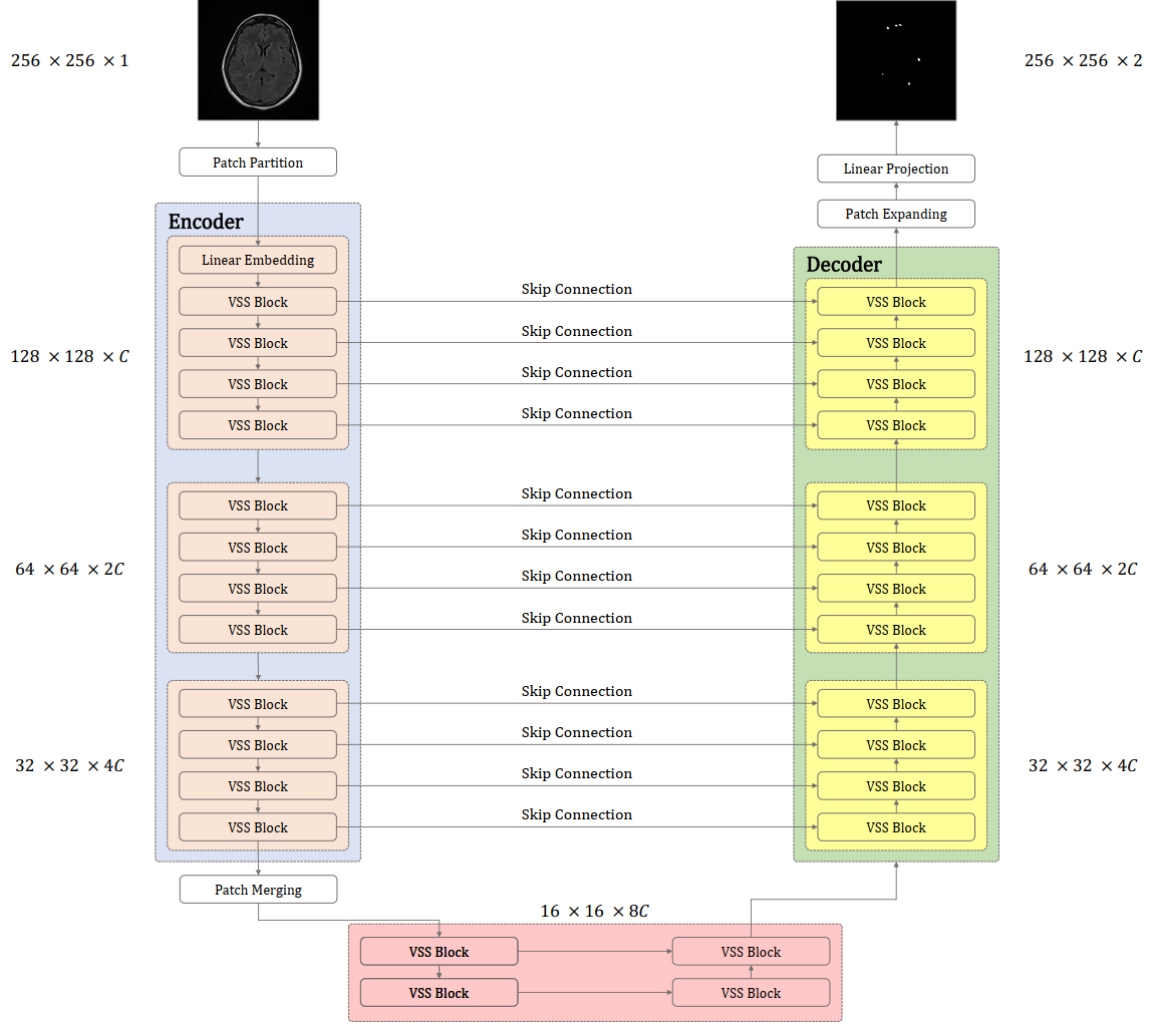 256 × 256 × 1
256 × 256 × 2
Patch Partition
Linear Projection
Patch Expanding
Encoder
Decoder
Linear Embedding
VSS Block
Skip Connection
VSS Block
VSS Block
Skip Connection
VSS Block
128 × 128 × C
128 × 128 × C
VSS Block
Skip Connection
VSS Block
VSS Block
Skip Connection
VSS Block
VSS Block
Skip Connection
VSS Block
VSS Block
Skip Connection
VSS Block
64 × 64 × 2C
64 × 64 × 2C
VSS Block
Skip Connection
VSS Block
VSS Block
Skip Connection
VSS Block
VSS Block
Skip Connection
VSS Block
VSS Block
Skip Connection
VSS Block
32 × 32 × 4C
32 × 32 × 4C
VSS Block
Skip Connection
VSS Block
VSS Block
Skip Connection
VSS Block
Patch Merging
16 × 16 × 8C
VSS Block
VSS Block
VSS Block
VSS Block